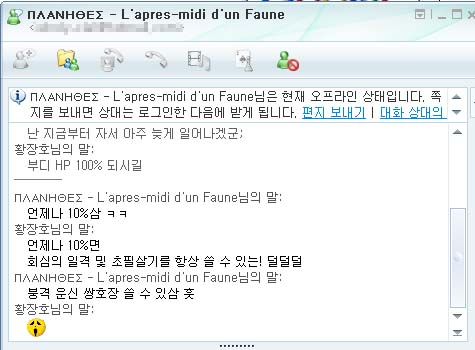 ΠΛΑΝΗΘΕΣ - L'apres-midi d'un Faune
ΠΛΑΝΗΘΕΣ - L'apres-midi d'un Faune님은 현재 오프라인 상태입니다, 쪽
지를 보내면 상대는 로그인한 다음에 받게 됩니다. 편지 보내기 | 대화 상대의
난 지금부터 자서 아주 늦게 일어나겠군;
황장호님의 말:
부디 HP 100% 되시길
ΠΛΑΝΗΘΕΣ - L'apres-midi d'un Faune님의 말:
언제나 10%삼 ㅋㅋ
황장호님의 말:
언제나 10%면
회심의 일격 및 초필살기를 항상 쓸 수 있는! 덜덜덜
ΠΛΑΝΗΘΕΣ - L'apres-midi d'un Faune님의 말:
붕격 운신 쌍호장 쓸 수 있삼 훗
황장호님의 말: